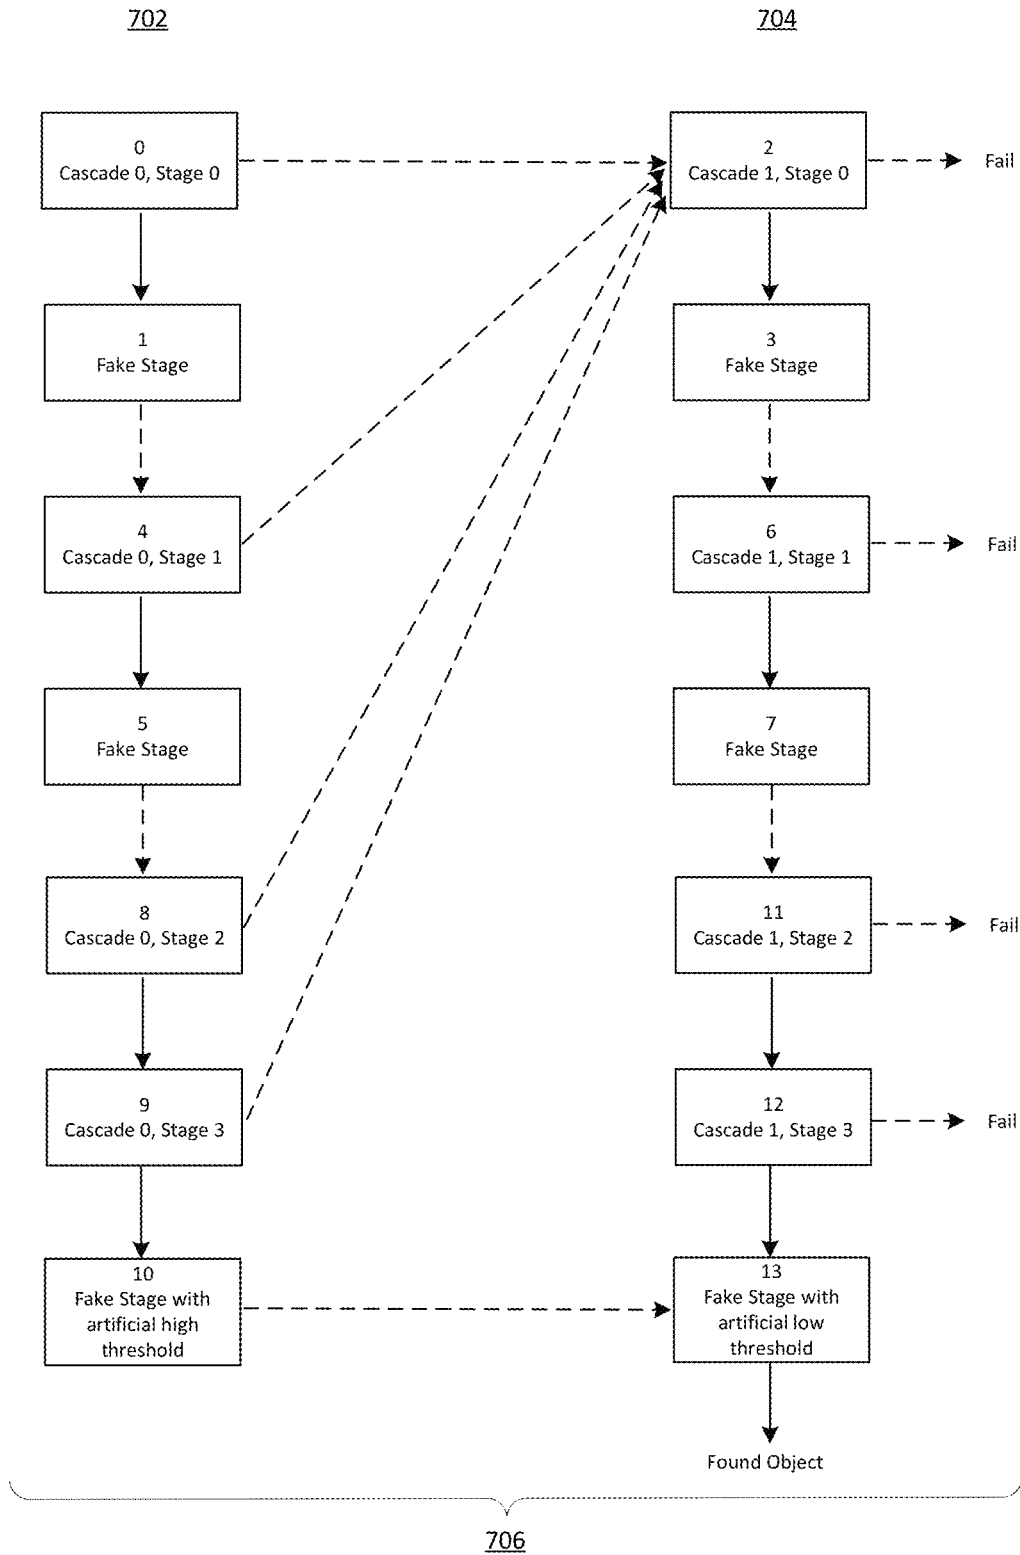 702
704
0
Cascade 0, Stage 0
2
Cascade 1, Stage 0
Fail
1
Fake Stage
3
Fake Stage
4
Cascade 0, Stage 1
6
Cascade 1, Stage 1
Fail
5
Fake Stage
7
Fake Stage
8
Cascade 0, Stage 2
11
Cascade 1, Stage 2
Fail
9
Cascade 0, Stage 3
12
Cascade 1, Stage 3
Fail
10
Fake Stage with
artificial high
threshold
13
Fake Stage with
artificial low
threshold
Found Object
706